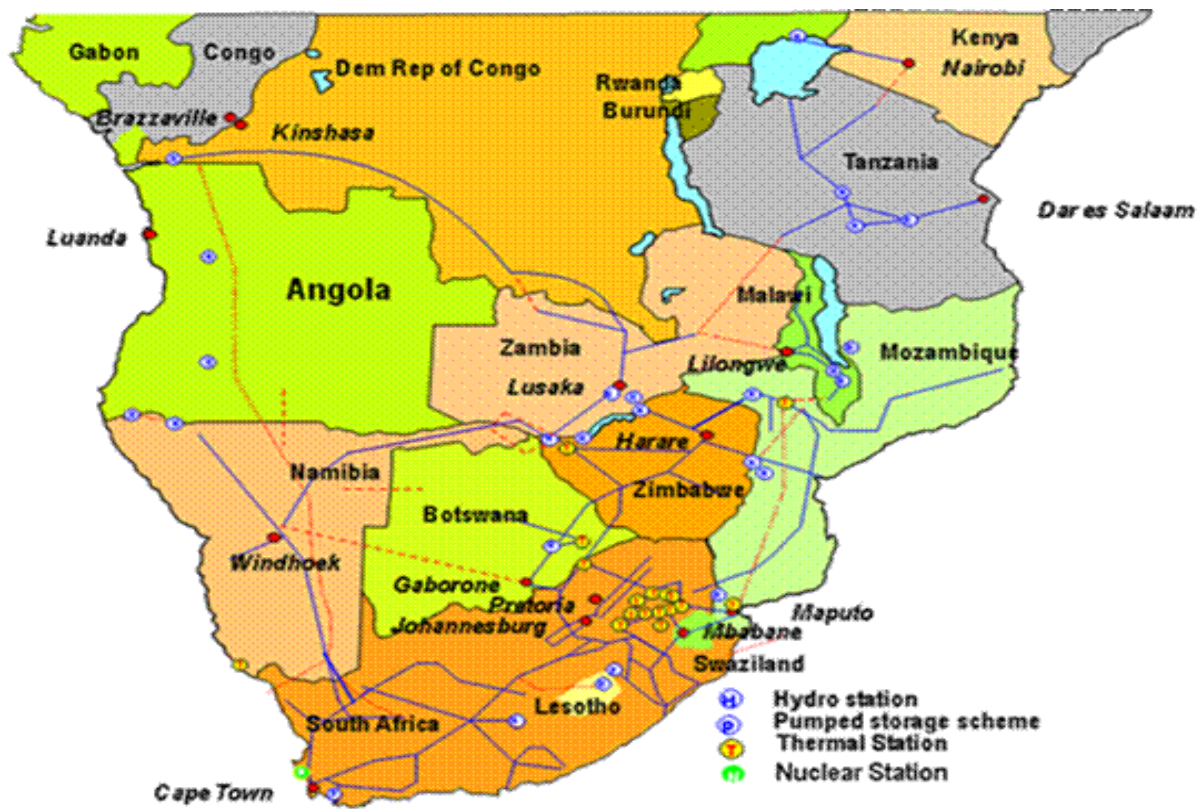 Gabon
Congo
Kenya
Nairobi
Dem Rep of Congo
Rwanda
Burundi
Brazzaville
Kinshasa
Tanzania
Dar es Salaam
Luanda
Angola
Malawi
Zambia
Lilongwe
Mozambique
Lusaka
Harare
Namibia
Zimbabwe
Botswana
Windhoek
Gaborone
Pretoria
Johannesburg
Maputo
Mbabane
Swaziland
Lesotho
South Africa
Cape Town
H Hydro station
P Pumped storage scheme
T Thermal Station
N Nuclear Station